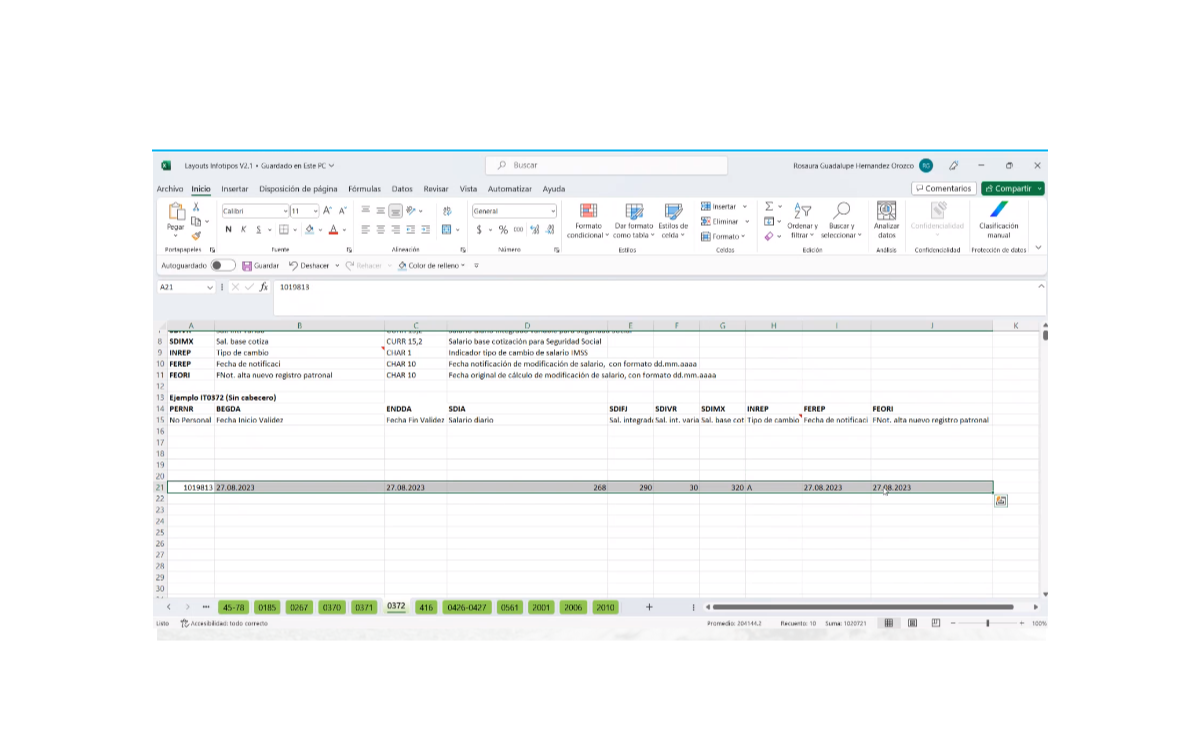 Layouts Infotipos V2.1 • Guardado en Este PC
Buscar
Rosaura Guadalupe Hernandez Orozco
Archivo Inicio Insertar Disposición de página Fórmulas Datos Revisar Vista Automatizar Ayuda Comentarios Compartir
Pegar
Portapapeles
Calibri 11
N K S
Fuente
Alineación
General
$ % 000
Número
Formato condicional
Dar formato como tabla
Estilos de celda
Estilos
Insertar
Eliminar
Formato
Celdas
Ordenar y filtrar
Buscar y seleccionar
Edición
Analizar datos
Análisis
Confidencialidad
Confidencialidad
Clasificación manual
Protección de datos
Autoguardado Guardar Deshacer Rehacer Color de relleno
A21 fx 1019813
A B C D E F G H I J K
8 SDIMX Sal. base cotiza CURR 15,2 Salario base cotización para Seguridad Social
9 INREP Tipo de cambio CHAR 1 Indicador tipo de cambio de salario IMSS
10 FEREP Fecha de notificaci CHAR 10 Fecha notificación de modificación de salario, con formato dd.mm.aaaa
11 FEORI FNot. alta nuevo registro patronal CHAR 10 Fecha original de cálculo de modificación de salario, con formato dd.mm.aaaa
12
13 Ejemplo IT0372 (Sin cabecero)
14 PERNR BEGDA ENDDA SDIA SDIFJ SDIVR SDIMX INREP FEREP FEORI
15 No Personal Fecha Inicio Validez Fecha Fin Validez Salario diario Sal. integrad Sal. int. varia Sal. base cot Tipo de cambio Fecha de notificaci FNot. alta nuevo registro patronal
16
17
18
19
20
21 1019813 27.08.2023 27.08.2023 268 290 30 320 A 27.08.2023 27.08.2023
22
23
24
25
26
27
28
29
30
45-78 0185 0267 0370 0371 0372 416 0426-0427 0561 2001 2006 2010
Listo Accesibilidad: todo correcto Promedio: 204144.2 Recuento: 10 Suma: 1020721 100%